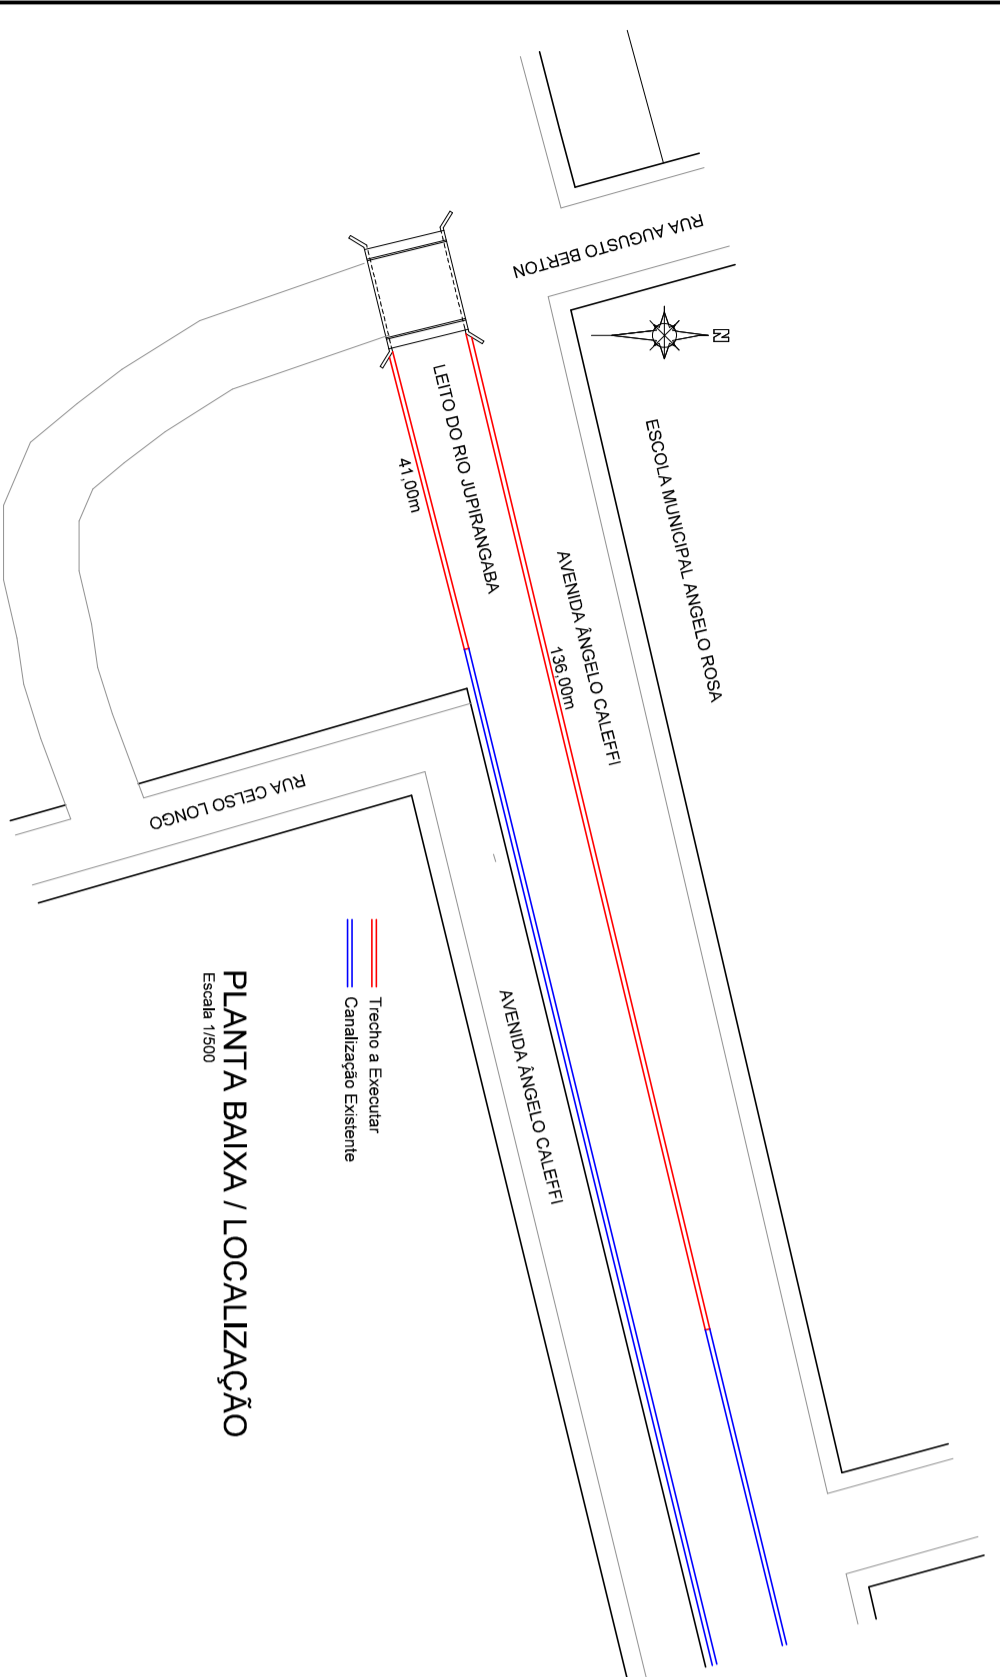 RUA AUGUSTO BERTON
N
ESCOLA MUNICIPAL ANGELO ROSA
LEITO DO RIO JUPIRANGABA
41,00m
AVENIDA ÂNGELO CALEFFI
136,00m
RUA CELSO LONGO
AVENIDA ÂNGELO CALEFFI
Trecho a Executar
Canalização Existente
PLANTA BAIXA / LOCALIZAÇÃO
Escala 1/500